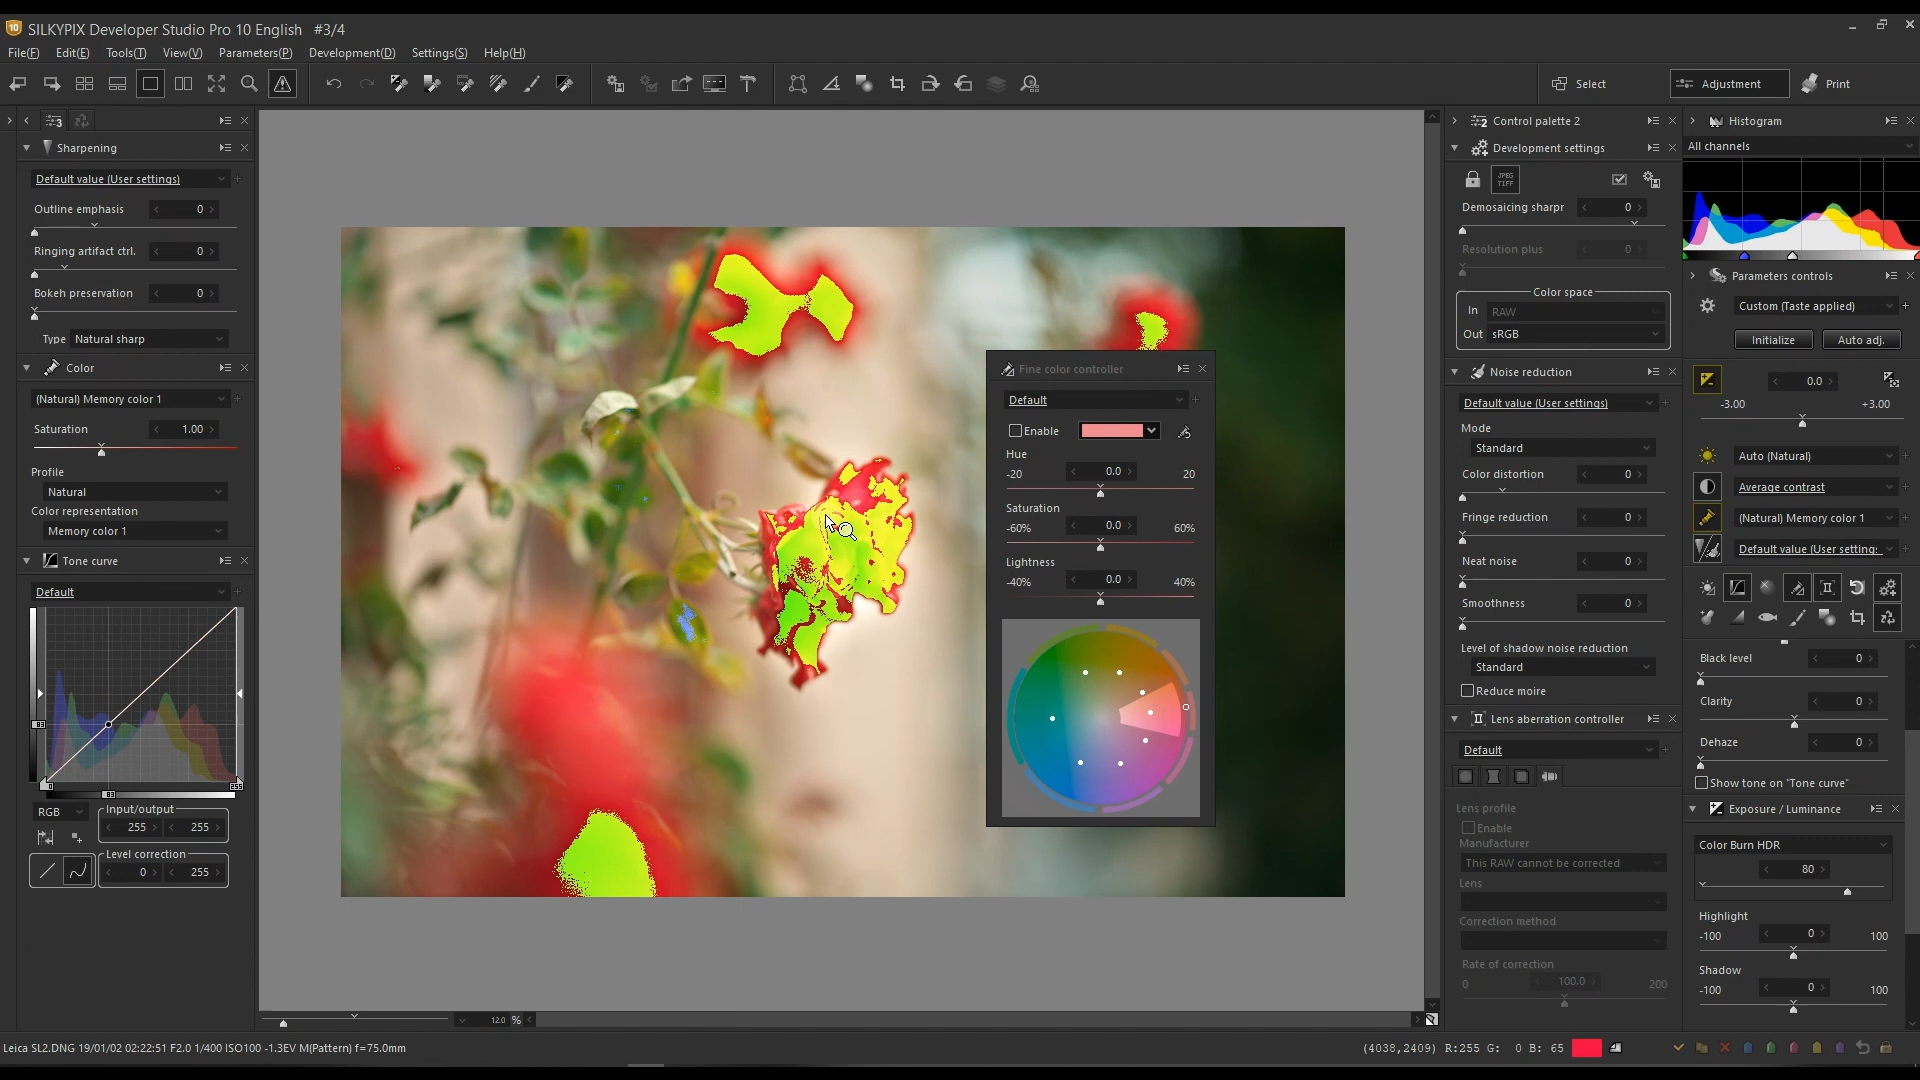 SILKYPIX Developer Studio Pro 10 English #3/4
File(F) Edit(E) Tools(T) View(V) Parameters(P) Development(D) Settings(S) Help(H)
Select Adjustment Print
3
Sharpening
Default value (User settings)
Outline emphasis 0
Ringing artifact ctrl. 0
Bokeh preservation 0
Type Natural sharp
Color
(Natural) Memory color 1
Saturation 1.00
Profile
Natural
Color representation
Memory color 1
Tone curve
Default
83
0 255
83
RGB
Input/output
255 255
Level correction
0 255
Fine color controller
Default
Enable
Hue
-20 0.0 20
Saturation
-60% 0.0 60%
Lightness
-40% 0.0 40%
12.0 %
2 Control palette 2
Development settings
JPEG
TIFF
Demosaicing sharpr 0
Resolution plus 0
Color space
In RAW
Out sRGB
Noise reduction
Default value (User settings)
Mode
Standard
Color distortion 0
Fringe reduction 0
Neat noise 0
Smoothness 0
Level of shadow noise reduction
Standard
Reduce moire
Lens aberration controller
Default
Lens profile
Enable
Manufacturer
This RAW cannot be corrected
Lens
Correction method
Rate of correction
0 100.0 200
Histogram
All channels
Parameters controls
Custom (Taste applied)
Initialize Auto adj.
0.0
-3.00 +3.00
Auto (Natural)
Average contrast
(Natural) Memory color 1
Default value (User setting:
Black level 0
Clarity 0
Dehaze 0
Show tone on "Tone curve"
Exposure / Luminance
Color Burn HDR
80
Highlight
-100 0 100
Shadow
-100 0 100
Leica SL2.DNG 19/01/02 02:22:51 F2.0 1/400 ISO100 -1.3EV M(Pattern) f=75.0mm
(4038,2409) R:255 G: 0 B: 65